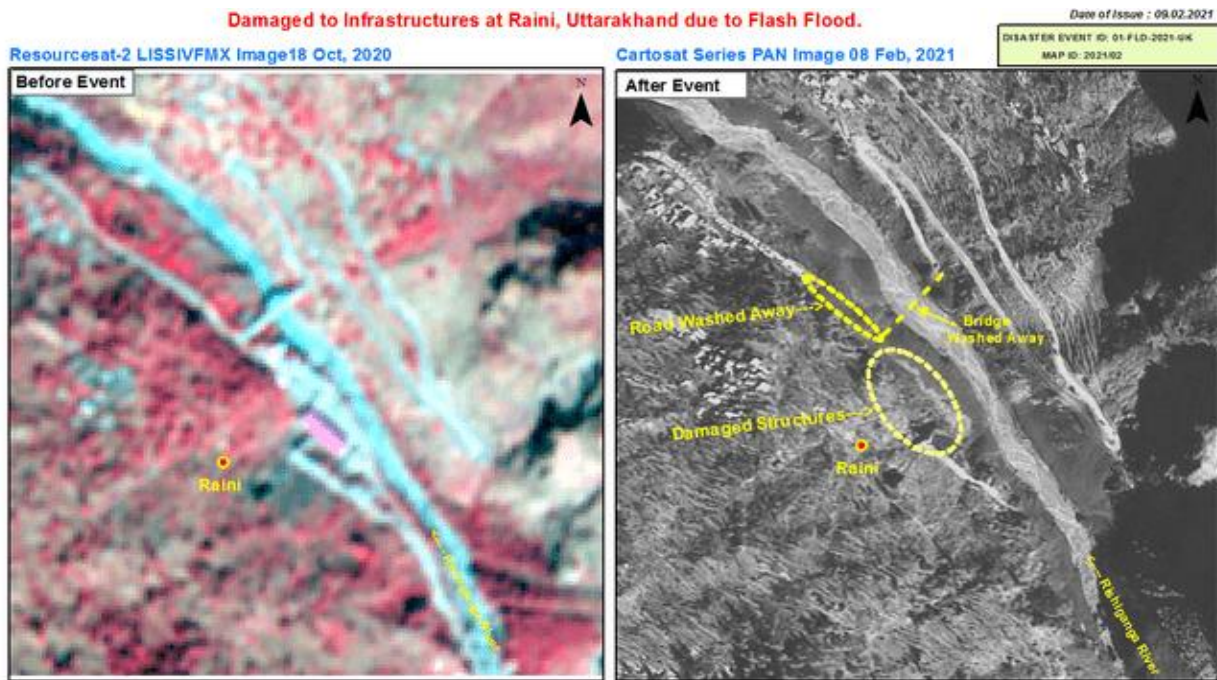 Damaged to Infrastructures at Raini, Uttarakhand due to Flash Flood.
Date of Issue : 09.02.2021
DISASTER EVENT ID: 01-FLD-2021-UK
MAP ID: 2021/02
Resourcesat-2 LISSIVFMX Image18 Oct, 2020
Cartosat Series PAN Image 08 Feb, 2021
Before Event
N
Raini
After Event
N
Road Washed Away
Bridge
Washed Away
Damaged Structures
Raini
Rishiganga River